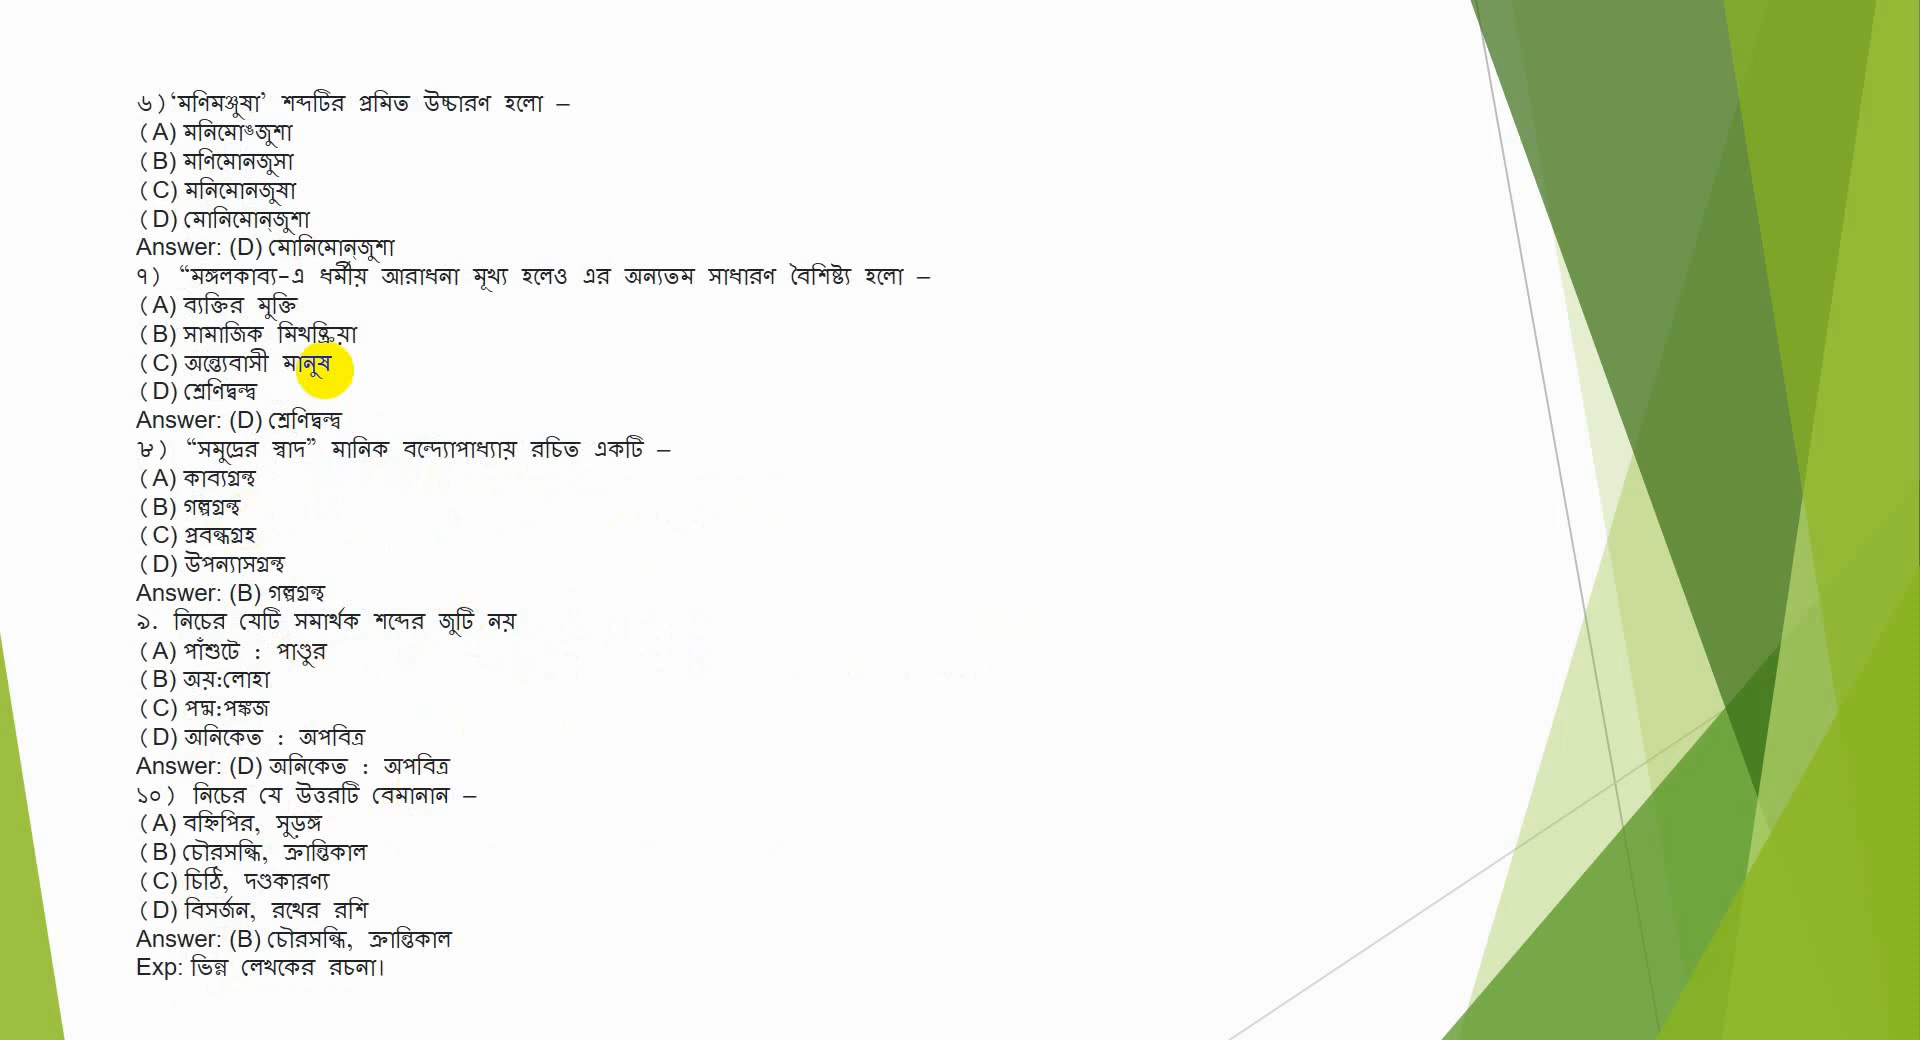 ৬)‘মণিমঞ্জুষা’ শব্দটির প্রমিত উচ্চারণ হলো –
(A) মনিমোঙজুশা
(B) মণিমোনজুসা
(C) মনিমোনজুষা
(D) মোনিমোন্‌জুশা
Answer: (D) মোনিমোন্‌জুশা
৭) “মঙ্গলকাব্য-এ ধর্মীয় আরাধনা মূখ্য হলেও এর অন্যতম সাধারণ বৈশিষ্ট্য হলো –
(A) ব্যক্তির মুক্তি
(B) সামাজিক মিথষ্ক্রিয়া
(C) অন্ত্যেবাসী মানুষ
(D) শ্রেণিদ্বন্দ্ব
Answer: (D) শ্রেণিদ্বন্দ্ব
৮) “সমুদ্রের স্বাদ” মানিক বন্দ্যোপাধ্যায় রচিত একটি –
(A) কাব্যগ্রন্থ
(B) গল্পগ্রন্থ
(C) প্রবন্ধগ্রহ
(D) উপন্যাসগ্রন্থ
Answer: (B) গল্পগ্রন্থ
৯. নিচের যেটি সমার্থক শব্দের জুটি নয়
(A) পাঁশুটে : পাণ্ডুর
(B) অয়:লোহা
(C) পদ্ম:পঙ্কজ
(D) অনিকেত : অপবিত্র
Answer: (D) অনিকেত : অপবিত্র
১০) নিচের যে উত্তরটি বেমানান –
(A) বহ্নিপির, সুড়ঙ্গ
(B) চৌরসন্ধি, ক্রান্তিকাল
(C) চিঠি, দণ্ডকারণ্য
(D) বিসর্জন, রথের রশি
Answer: (B) চৌরসন্ধি, ক্রান্তিকাল
Exp: ভিন্ন লেখকের রচনা।